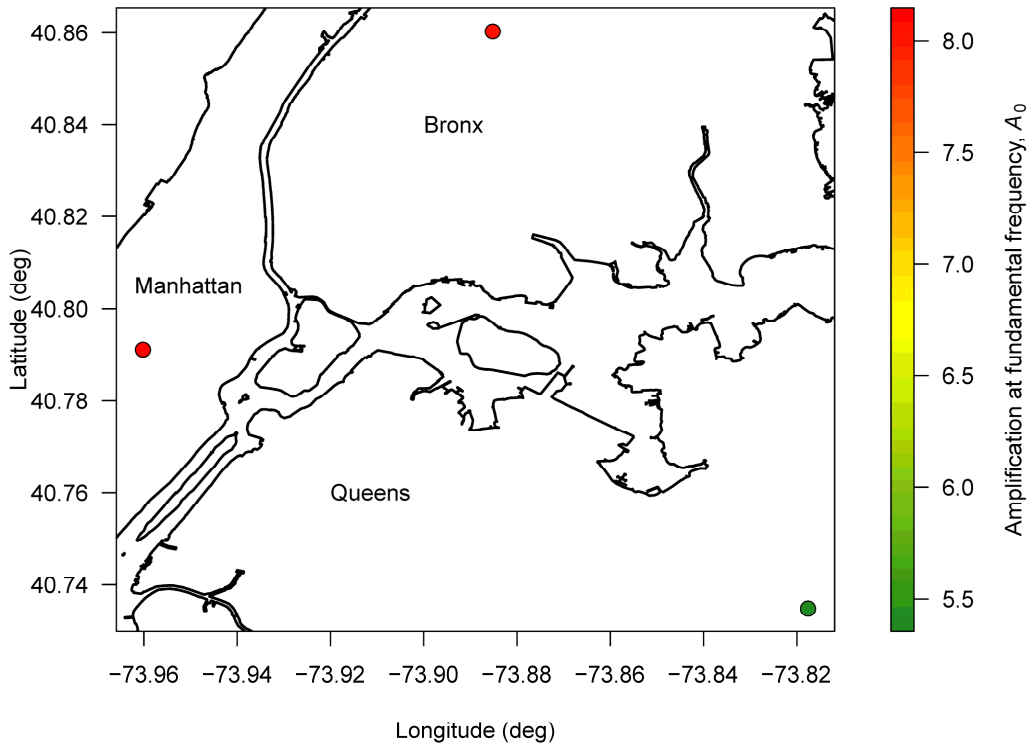 40.86
40.84
40.82
40.80
40.78
40.76
40.74
Latitude (deg)
Bronx
Manhattan
Queens
−73.96 −73.94 −73.92 −73.90 −73.88 −73.86 −73.84 −73.82
Longitude (deg)
8.0
7.5
7.0
6.5
6.0
5.5
Amplification at fundamental frequency, A0